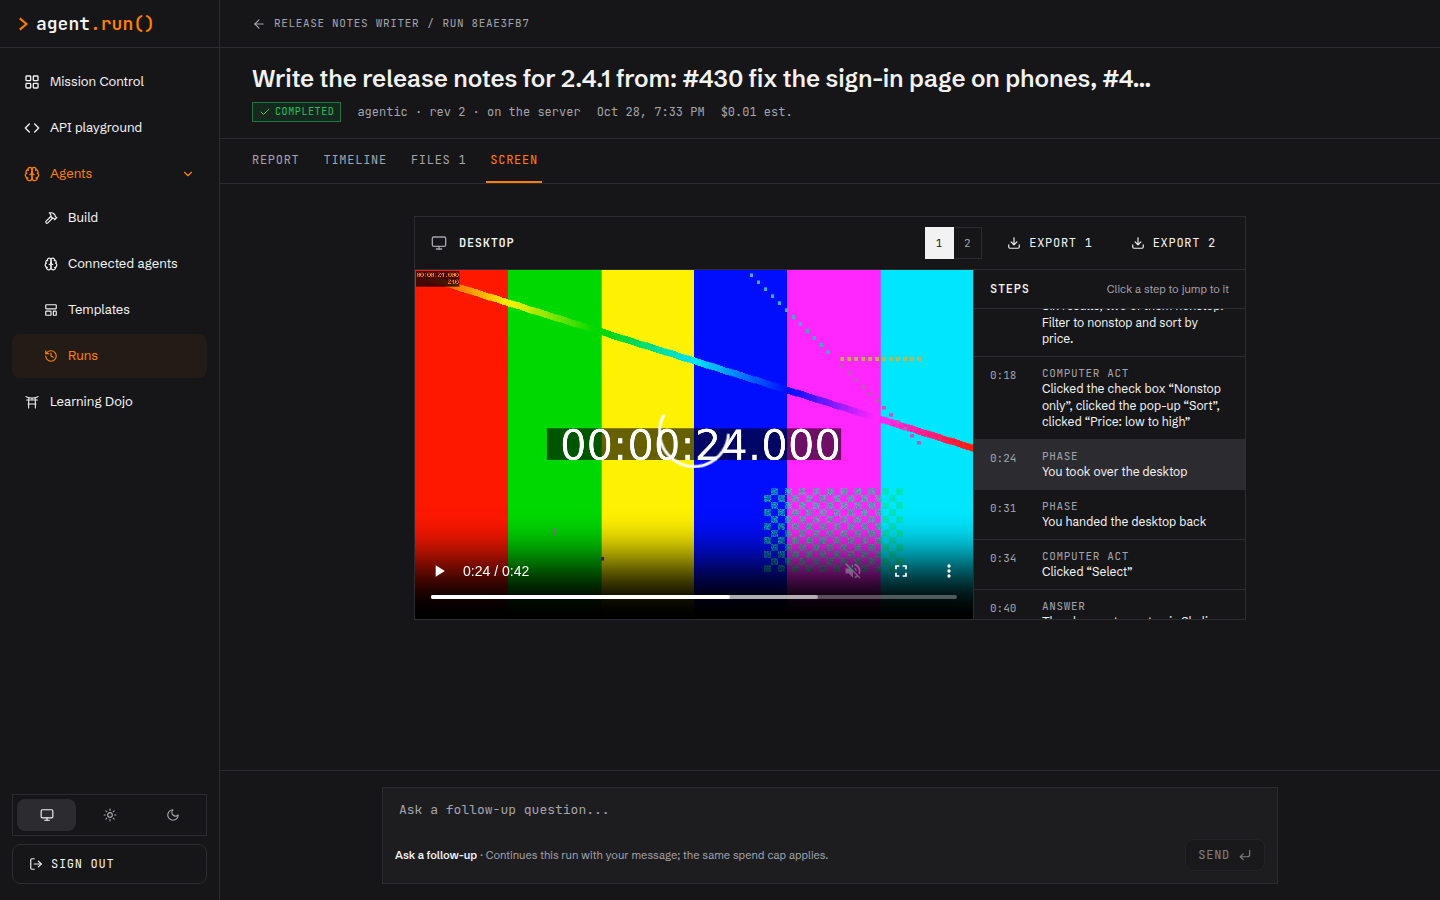 agent.run()
RELEASE NOTES WRITER / RUN 8EAE3FB7
Mission Control
API playground
Agents
Build
Connected agents
Templates
Runs
Learning Dojo
SIGN OUT
Write the release notes for 2.4.1 from: #430 fix the sign-in page on phones, #4…
COMPLETED
agentic · rev 2 · on the server Oct 28, 7:33 PM $0.01 est.
REPORT TIMELINE FILES 1 SCREEN
DESKTOP
1 2 EXPORT 1 EXPORT 2
00:00:24.000
240
00:00:24.000
0:24 / 0:42
STEPS Click a step to jump to it
Filter to nonstop and sort by
price.
0:18 COMPUTER ACT
Clicked the check box “Nonstop
only”, clicked the pop-up “Sort”,
clicked “Price: low to high”
0:24 PHASE
You took over the desktop
0:31 PHASE
You handed the desktop back
0:34 COMPUTER ACT
Clicked “Select”
0:40 ANSWER
Ask a follow-up question...
Ask a follow-up · Continues this run with your message; the same spend cap applies.
SEND